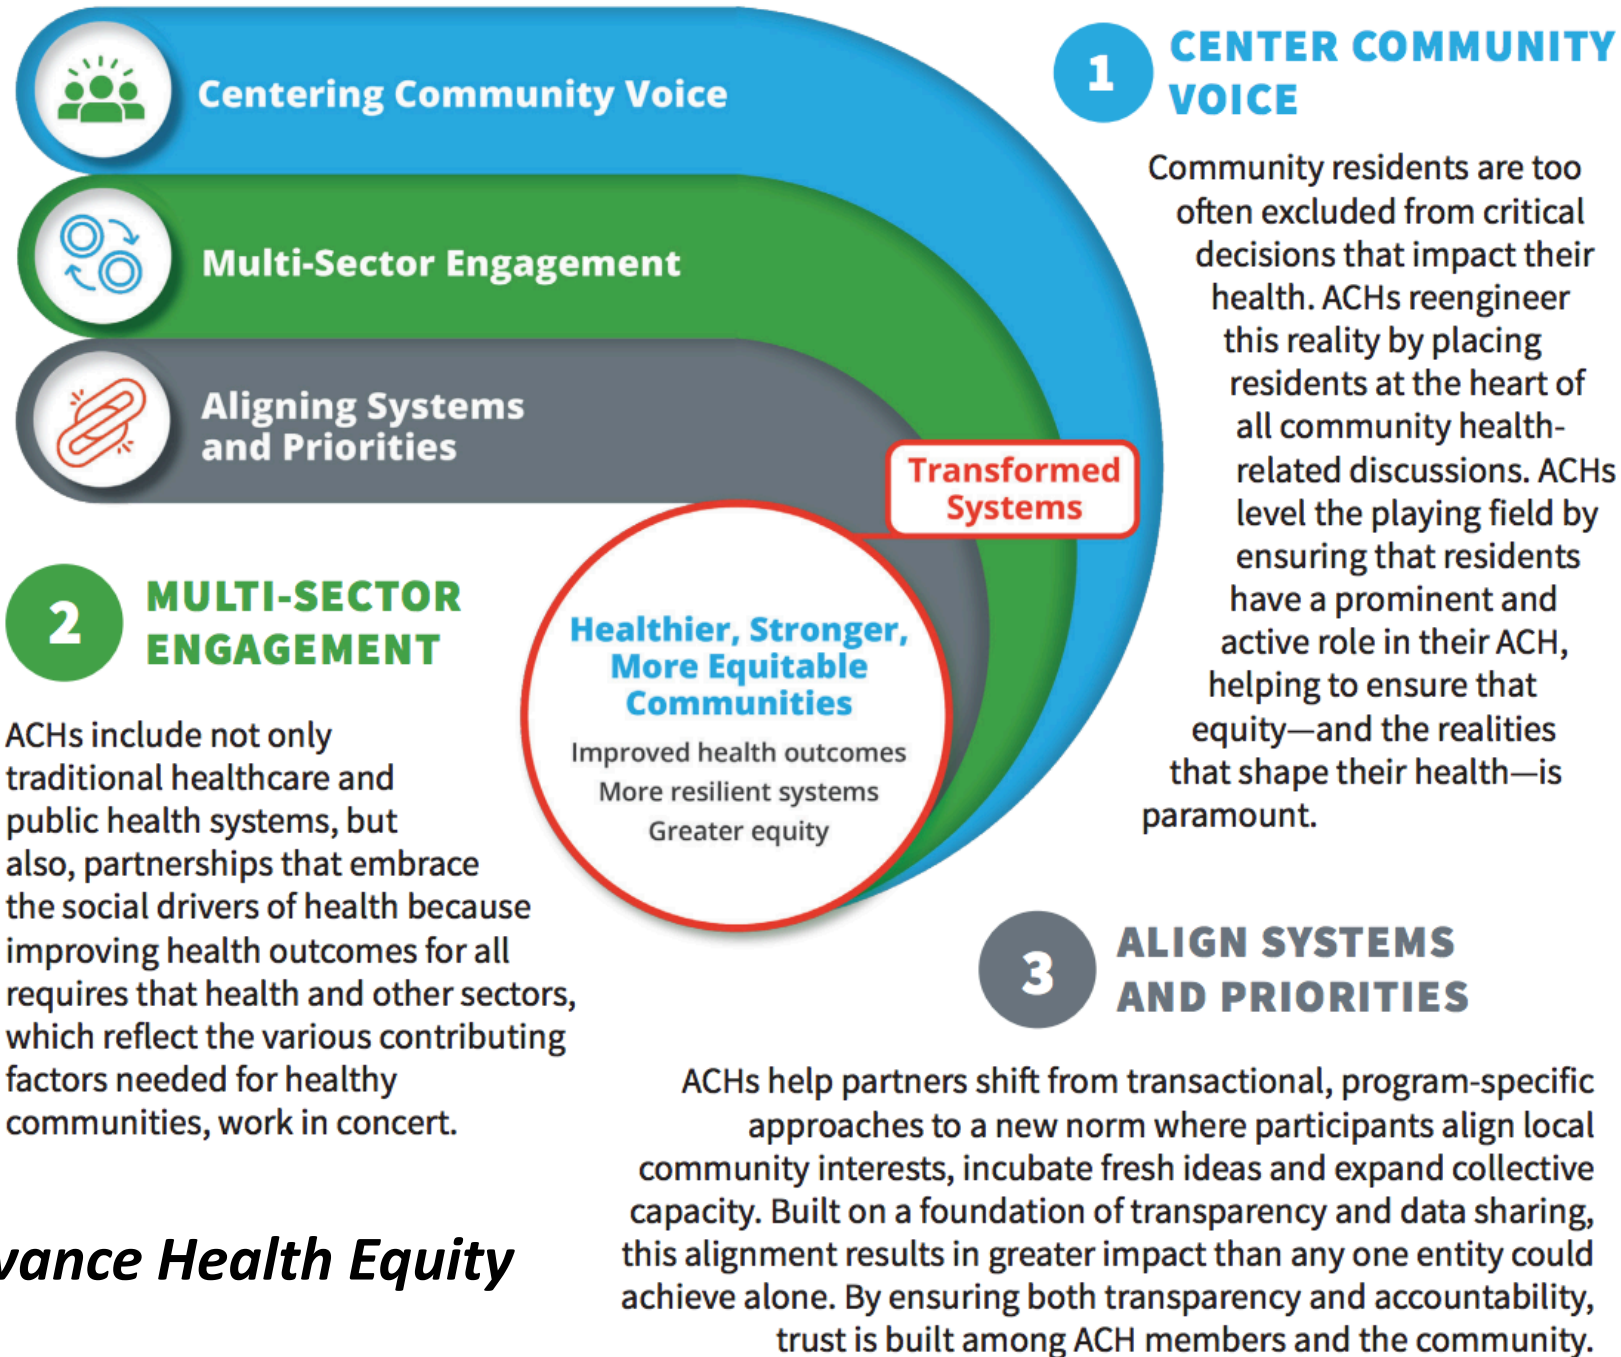 Centering Community Voice
Multi-Sector Engagement
Aligning Systems
and Priorities
Transformed
Systems
Healthier, Stronger,
More Equitable
Communities
Improved health outcomes
More resilient systems
Greater equity
1
CENTER COMMUNITY
VOICE
Community residents are too
often excluded from critical
decisions that impact their
health. ACHs reengineer
this reality by placing
residents at the heart of
all community health-
related discussions. ACHs
level the playing field by
ensuring that residents
have a prominent and
active role in their ACH,
helping to ensure that
equity—and the realities
that shape their health—is
paramount.
2
MULTI-SECTOR
ENGAGEMENT
ACHs include not only
traditional healthcare and
public health systems, but
also, partnerships that embrace
the social drivers of health because
improving health outcomes for all
requires that health and other sectors,
which reflect the various contributing
factors needed for healthy
communities, work in concert.
3
ALIGN SYSTEMS
AND PRIORITIES
ACHs help partners shift from transactional, program-specific
approaches to a new norm where participants align local
community interests, incubate fresh ideas and expand collective
capacity. Built on a foundation of transparency and data sharing,
this alignment results in greater impact than any one entity could
achieve alone. By ensuring both transparency and accountability,
trust is built among ACH members and the community.
vance Health Equity